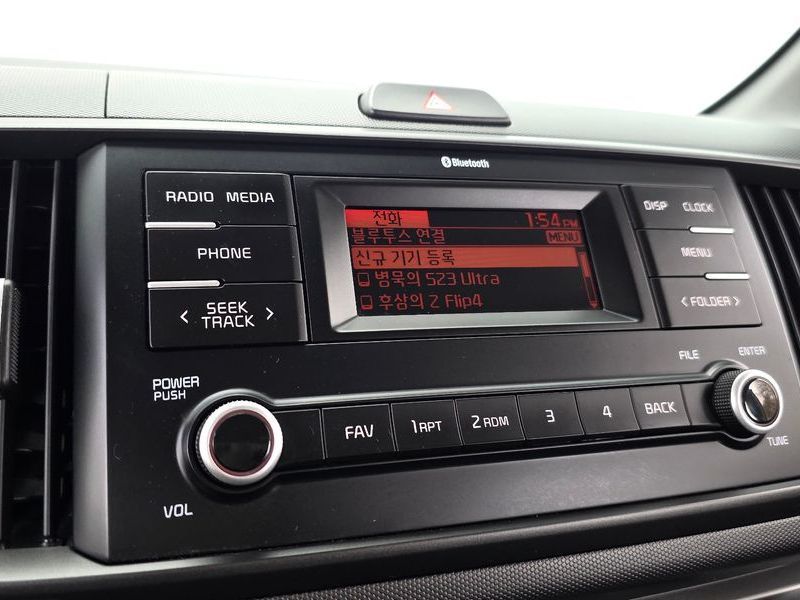 Bluetooth
RADIO MEDIA
PHONE
< SEEK TRACK >
전화 1:54 PM
블루투스 연결 MENU
신규 기기 등록
병묵의 S23 Ultra
후삼의 Z Flip4
DISP CLOCK
MENU
< FOLDER >
POWER
PUSH
VOL
FAV 1 RPT 2 RDM 3 4 BACK
FILE
ENTER
TUNE